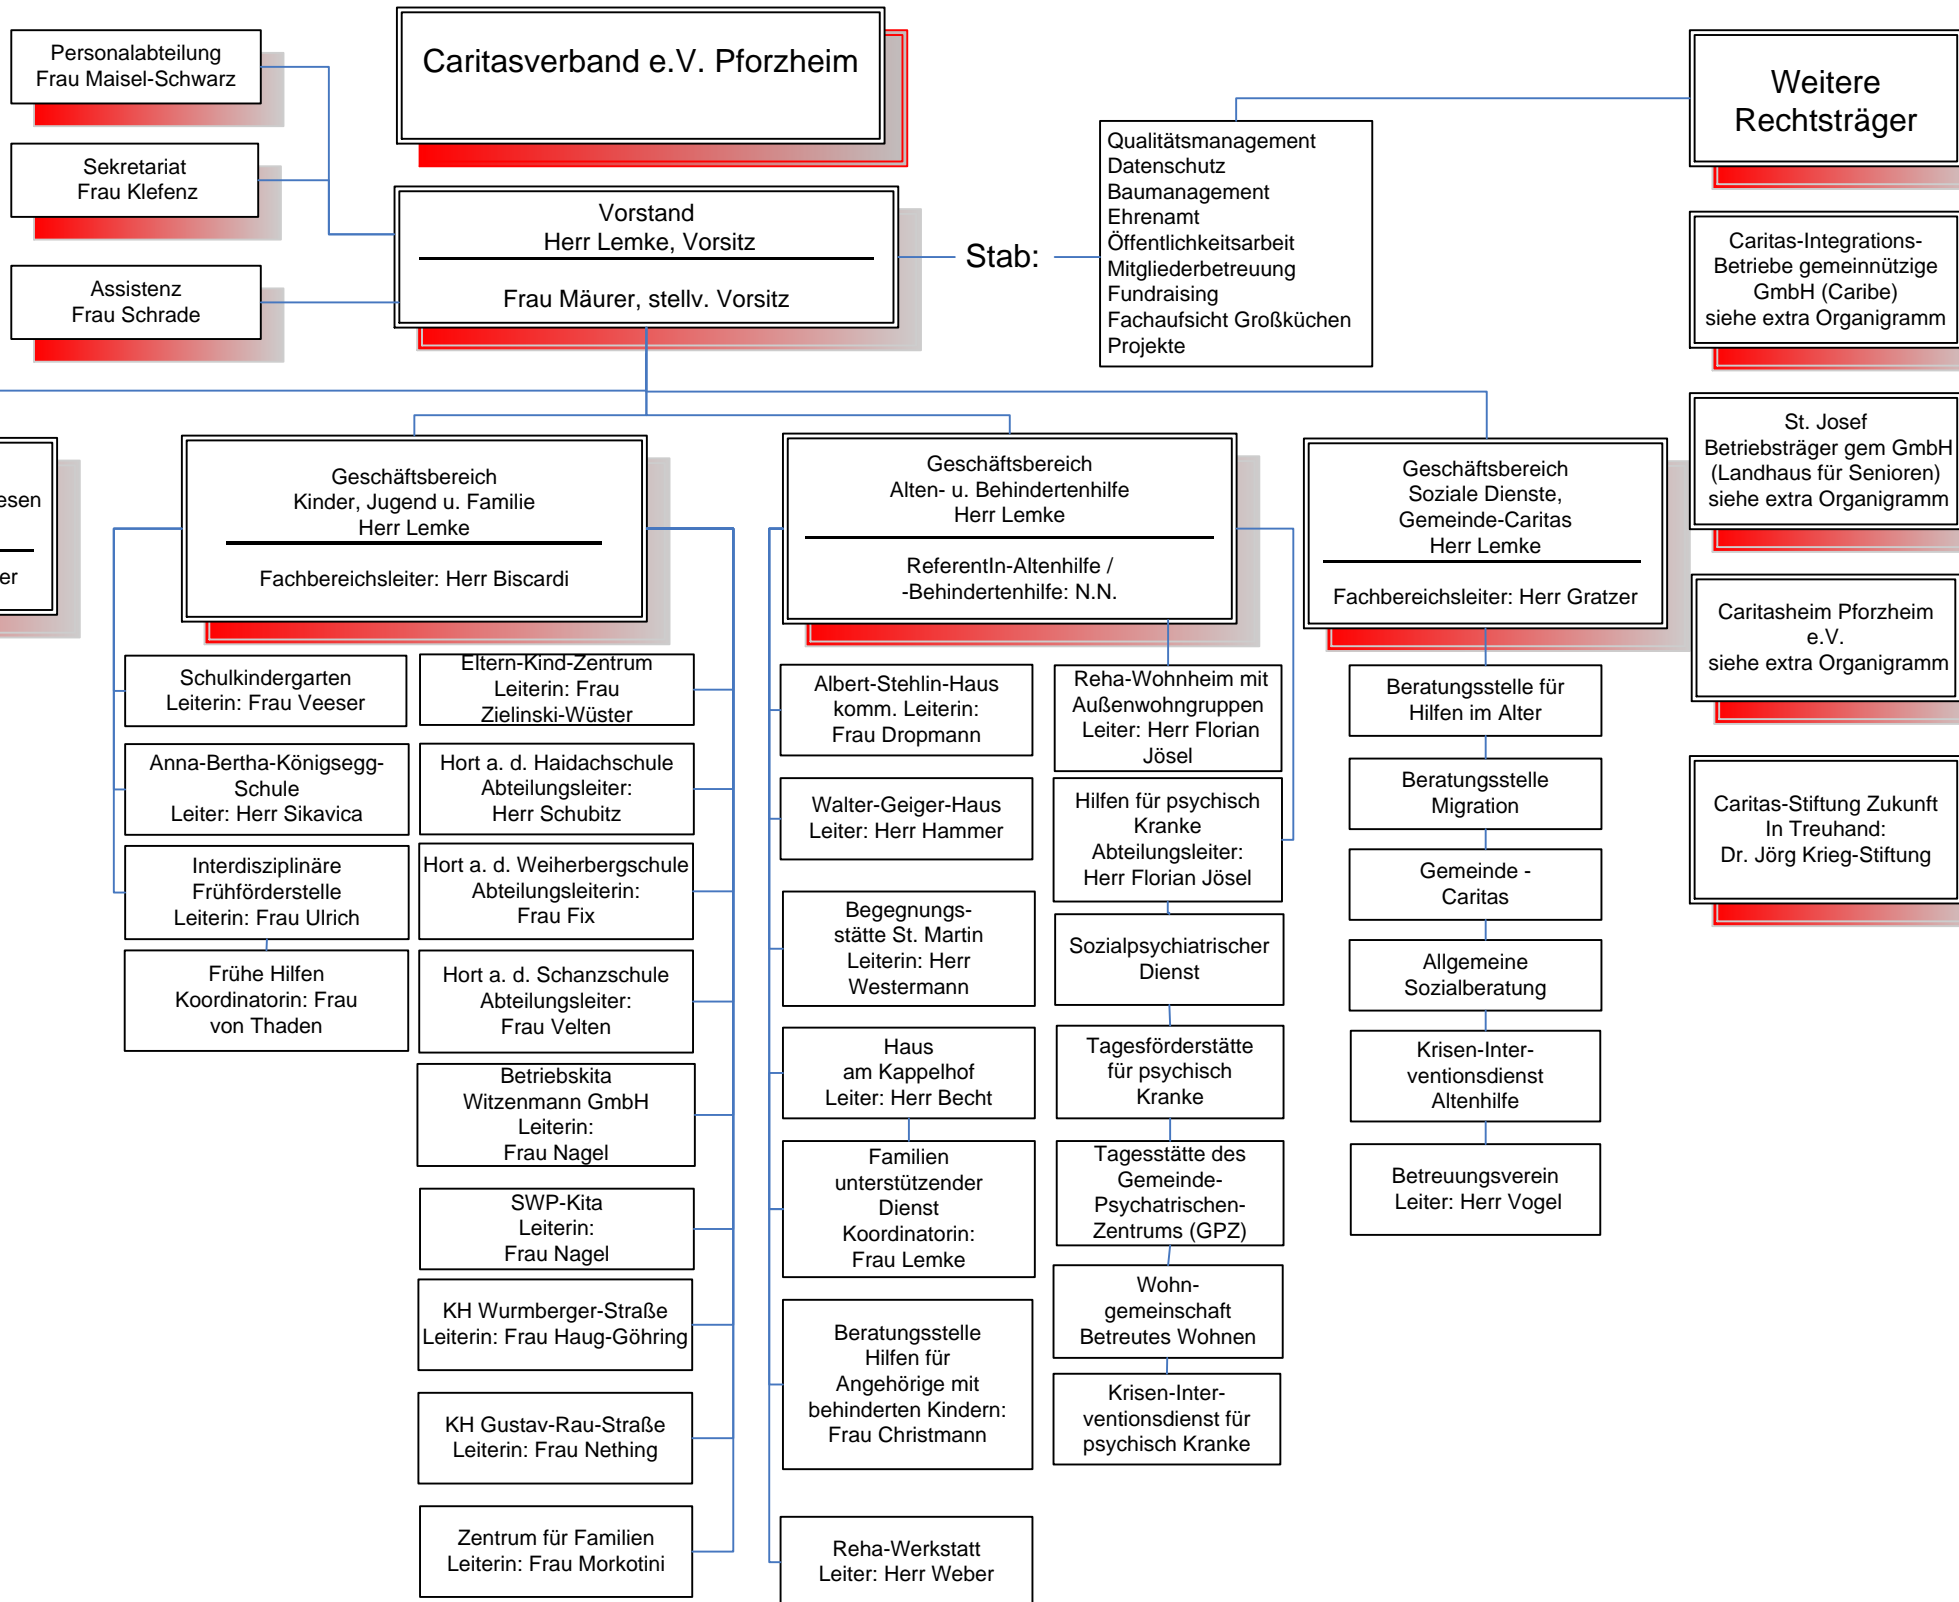 Personalabteilung
Frau Maisel-Schwarz
Sekretariat
Frau Klefenz
Assistenz
Frau Schrade
Caritasverband e.V. Pforzheim
Vorstand
Herr Lemke, Vorsitz
Frau Mäurer, stellv. Vorsitz
Stab:
Qualitätsmanagement
Datenschutz
Baumanagement
Ehrenamt
Öffentlichkeitsarbeit
Mitgliederbetreuung
Fundraising
Fachaufsicht Großküchen
Projekte
Weitere
Rechtsträger
Caritas-Integrations-
Betriebe gemeinnützige
GmbH (Caribe)
siehe extra Organigramm
St. Josef
Betriebsträger gem GmbH
(Landhaus für Senioren)
siehe extra Organigramm
Caritasheim Pforzheim
e.V.
siehe extra Organigramm
Caritas-Stiftung Zukunft
In Treuhand:
Dr. Jörg Krieg-Stiftung
esen
er
Geschäftsbereich
Kinder, Jugend u. Familie
Herr Lemke
Fachbereichsleiter: Herr Biscardi
Schulkindergarten
Leiterin: Frau Veeser
Anna-Bertha-Königsegg-
Schule
Leiter: Herr Sikavica
Interdisziplinäre
Frühförderstelle
Leiterin: Frau Ulrich
Frühe Hilfen
Koordinatorin: Frau
von Thaden
Eltern-Kind-Zentrum
Leiterin: Frau
Zielinski-Wüster
Hort a. d. Haidachschule
Abteilungsleiter:
Herr Schubitz
Hort a. d. Weiherbergschule
Abteilungsleiterin:
Frau Fix
Hort a. d. Schanzschule
Abteilungsleiter:
Frau Velten
Betriebskita
Witzenmann GmbH
Leiterin:
Frau Nagel
SWP-Kita
Leiterin:
Frau Nagel
KH Wurmberger-Straße
Leiterin: Frau Haug-Göhring
KH Gustav-Rau-Straße
Leiterin: Frau Nething
Zentrum für Familien
Leiterin: Frau Morkotini
Geschäftsbereich
Alten- u. Behindertenhilfe
Herr Lemke
ReferentIn-Altenhilfe /
-Behindertenhilfe: N.N.
Albert-Stehlin-Haus
komm. Leiterin:
Frau Dropmann
Walter-Geiger-Haus
Leiter: Herr Hammer
Begegnungs-
stätte St. Martin
Leiterin: Herr
Westermann
Haus
am Kappelhof
Leiter: Herr Becht
Familien
unterstützender
Dienst
Koordinatorin:
Frau Lemke
Beratungsstelle
Hilfen für
Angehörige mit
behinderten Kindern:
Frau Christmann
Reha-Werkstatt
Leiter: Herr Weber
Reha-Wohnheim mit
Außenwohngruppen
Leiter: Herr Florian
Jösel
Hilfen für psychisch
Kranke
Abteilungsleiter:
Herr Florian Jösel
Sozialpsychiatrischer
Dienst
Tagesförderstätte
für psychisch
Kranke
Tagesstätte des
Gemeinde-
Psychatrischen-
Zentrums (GPZ)
Wohn-
gemeinschaft
Betreutes Wohnen
Krisen-Inter-
ventionsdienst für
psychisch Kranke
Geschäftsbereich
Soziale Dienste,
Gemeinde-Caritas
Herr Lemke
Fachbereichsleiter: Herr Gratzer
Beratungsstelle für
Hilfen im Alter
Beratungsstelle
Migration
Gemeinde -
Caritas
Allgemeine
Sozialberatung
Krisen-Inter-
ventionsdienst
Altenhilfe
Betreuungsverein
Leiter: Herr Vogel